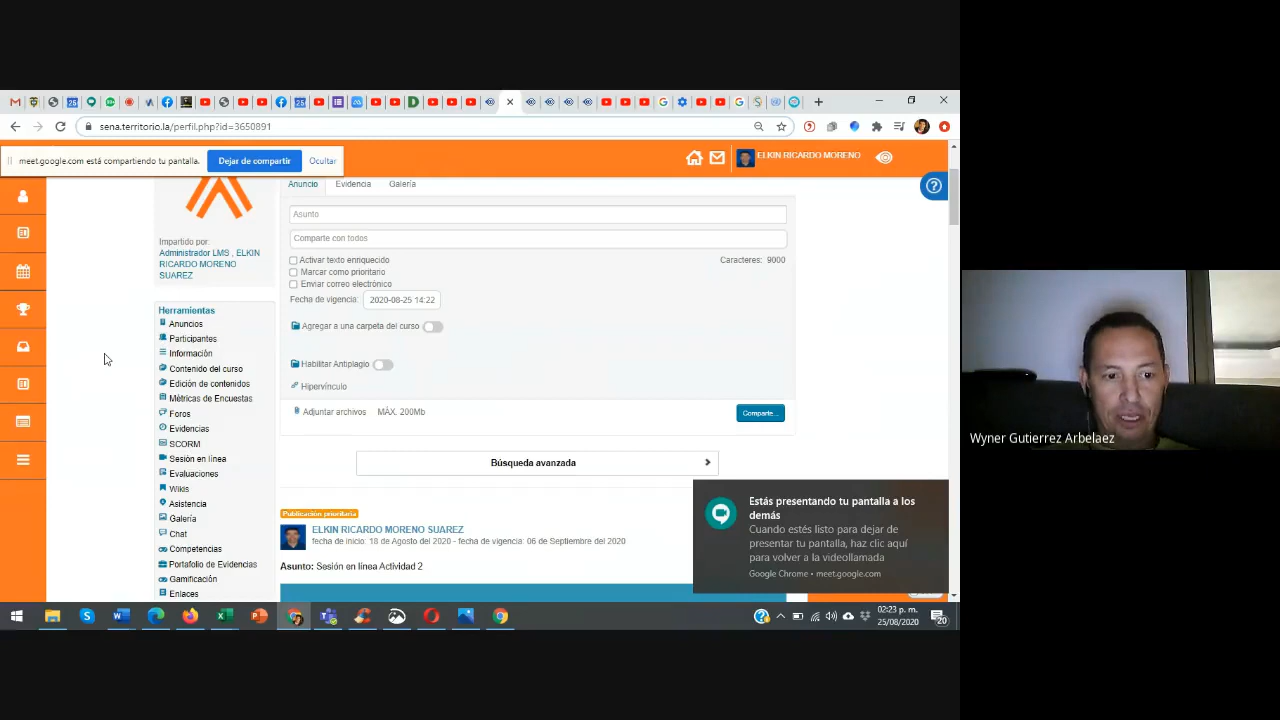 sena.territorio.la/perfil.php?id=3650891
meet.google.com está compartiendo tu pantalla.
Dejar de compartir
Ocultar
ELKIN RICARDO MORENO
Anuncio
Evidencia
Galería
Asunto
Comparte con todos
Impartido por:
Administrador LMS , ELKIN
RICARDO MORENO
SUAREZ
Activar texto enriquecido
Caracteres: 9000
Marcar como prioritario
Enviar correo electrónico
Fecha de vigencia: 2020-08-25 14:22
Agregar a una carpeta del curso
Habilitar Antiplagio
Hipervínculo
Adjuntar archivos MÁX. 200Mb
Comparte...
Herramientas
Anuncios
Participantes
Información
Contenido del curso
Edición de contenidos
Métricas de Encuestas
Foros
Evidencias
SCORM
Sesión en línea
Evaluaciones
Wikis
Asistencia
Galería
Chat
Competencias
Portafolio de Evidencias
Gamificación
Enlaces
Búsqueda avanzada
Publicación prioritaria
ELKIN RICARDO MORENO SUAREZ
fecha de inicio: 18 de Agosto del 2020 - fecha de vigencia: 06 de Septiembre del 2020
Asunto: Sesión en línea Actividad 2
Estás presentando tu pantalla a los
demás
Cuando estés listo para dejar de
presentar tu pantalla, haz clic aquí
para volver a la videollamada
Google Chrome • meet.google.com
02:23 p. m.
25/08/2020
20
Wyner Gutierrez Arbelaez